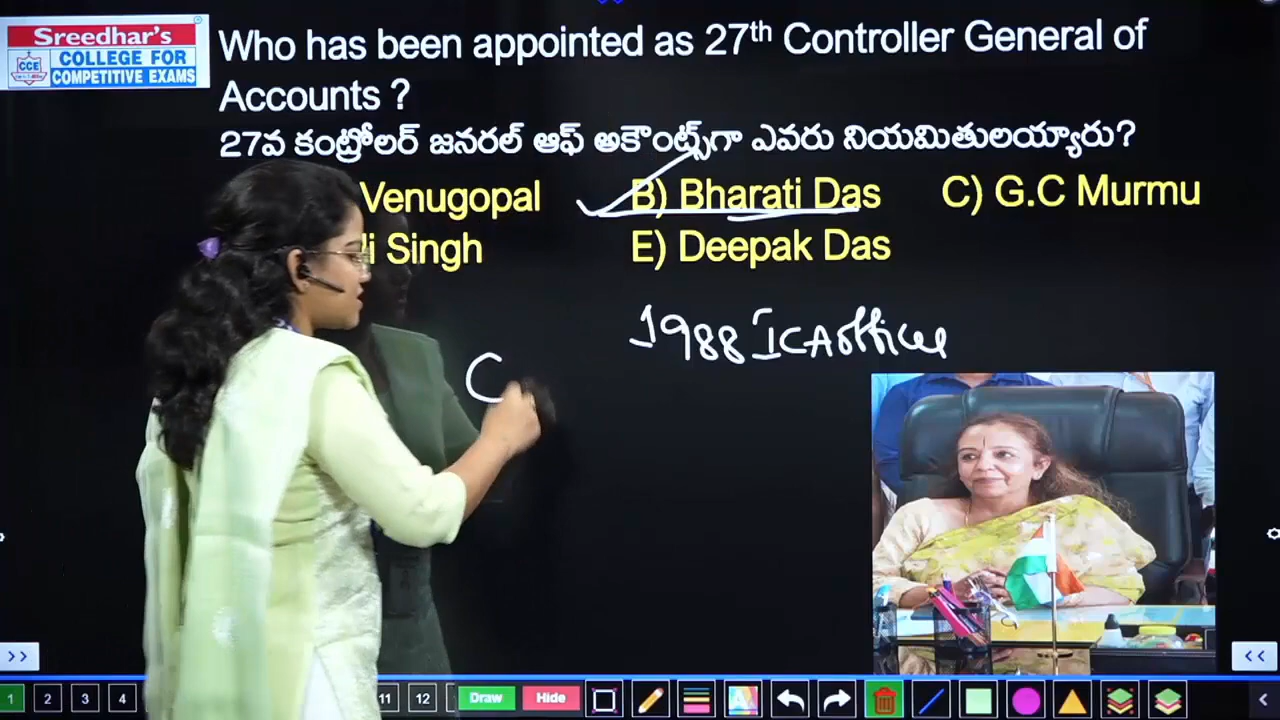 Sreedhar's
CCE
COLLEGE FOR
COMPETITIVE EXAMS
Who has been appointed as 27th Controller General of
Accounts ?
27వ కంట్రోలర్ జనరల్ ఆఫ్ అకౌంట్స్‌గా ఎవరు నియమితులయ్యారు?
Venugopal B) Bharati Das C) G.C Murmu
Singh E) Deepak Das
1988 ICA officer
C
>> <<
1 2 3 4 11 12 Draw Hide